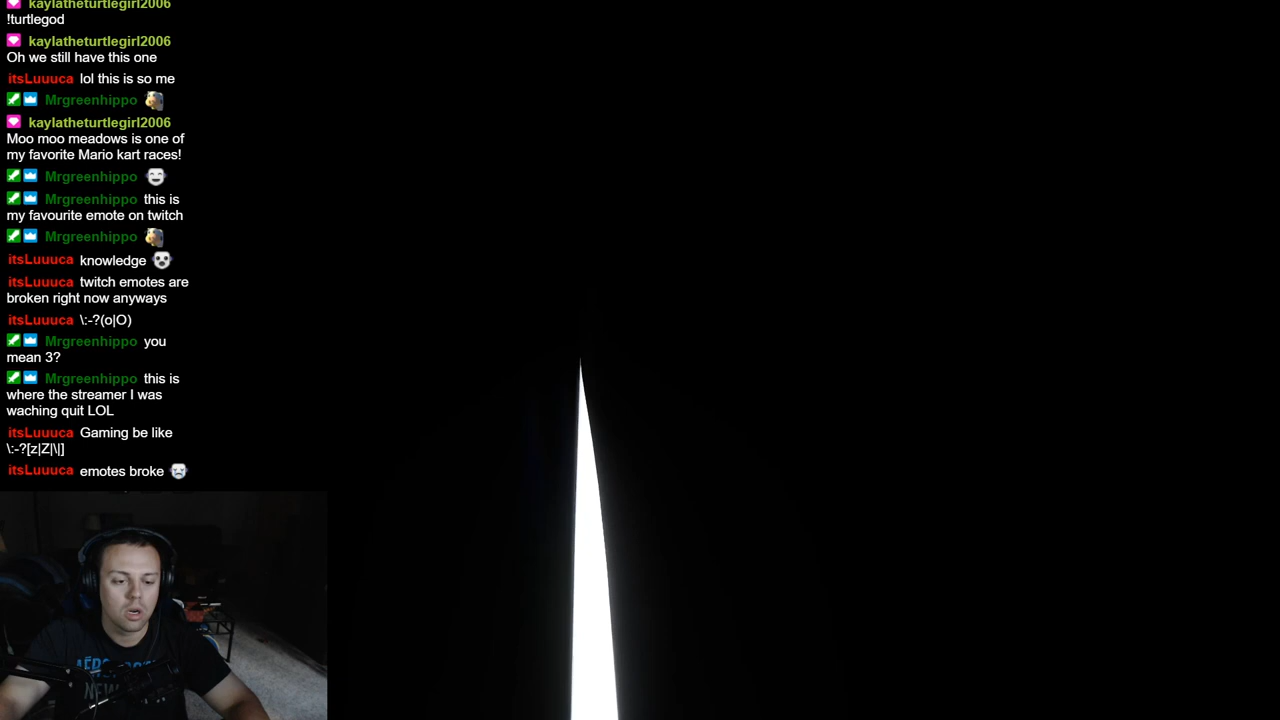 kaylatheturtlegirl2006
!turtlegod
kaylatheturtlegirl2006
Oh we still have this one
itsLuuuca lol this is so me
Mrgreenhippo
kaylatheturtlegirl2006
Moo moo meadows is one of
my favorite Mario kart races!
Mrgreenhippo
Mrgreenhippo this is
my favourite emote on twitch
Mrgreenhippo
itsLuuuca knowledge
itsLuuuca twitch emotes are
broken right now anyways
itsLuuuca \:-?(o|O)
Mrgreenhippo you
mean 3?
Mrgreenhippo this is
where the streamer I was
waching quit LOL
itsLuuuca Gaming be like
\:-?[z|Z|\|]
itsLuuuca emotes broke
NEW